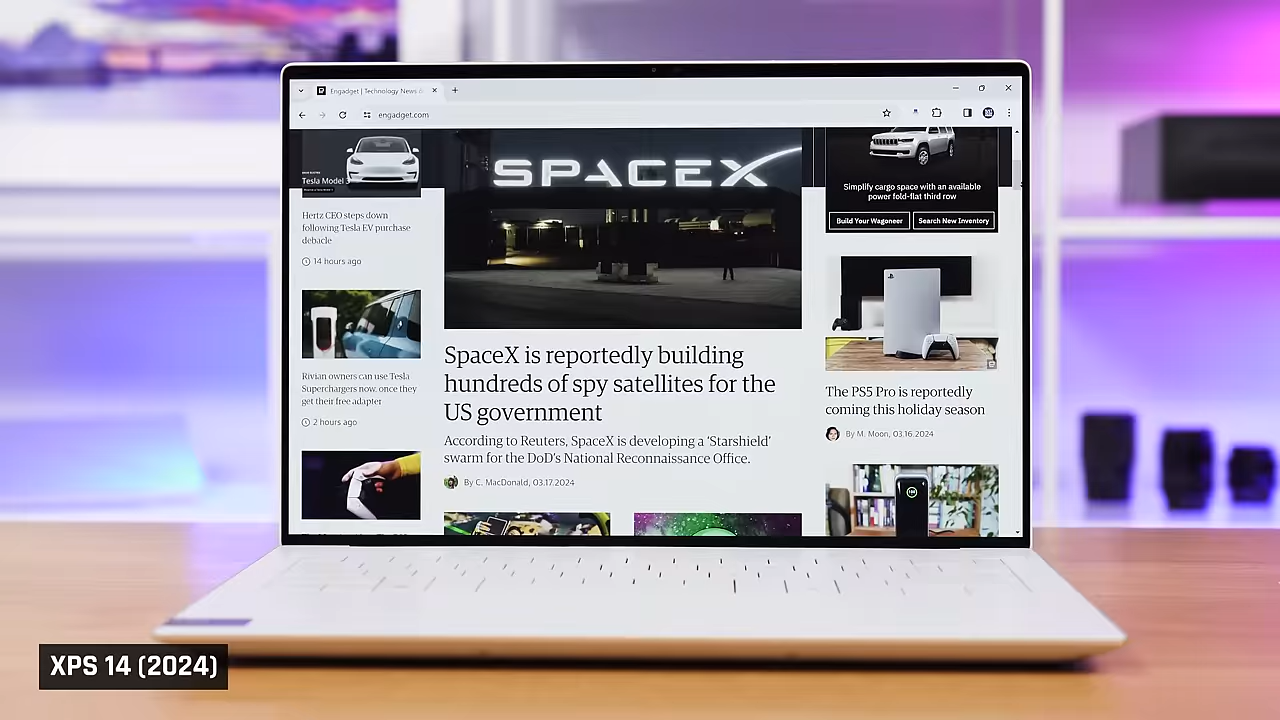 Engadget | Technology News &
engadget.com
Tesla Model 3
Hertz CEO steps down
following Tesla EV purchase
debacle
14 hours ago
Rivian owners can use Tesla
Superchargers now, once they
get their free adapter
2 hours ago
SPACEX
SpaceX is reportedly building
hundreds of spy satellites for the
US government
According to Reuters, SpaceX is developing a ‘Starshield’
swarm for the DoD’s National Reconnaissance Office.
By C. MacDonald, 03.17.2024
Simplify cargo space with an available
power fold-flat third row
Build Your Wagoneer
Search New Inventory
The PS5 Pro is reportedly
coming this holiday season
By M. Moon, 03.16.2024
XPS 14 (2024)